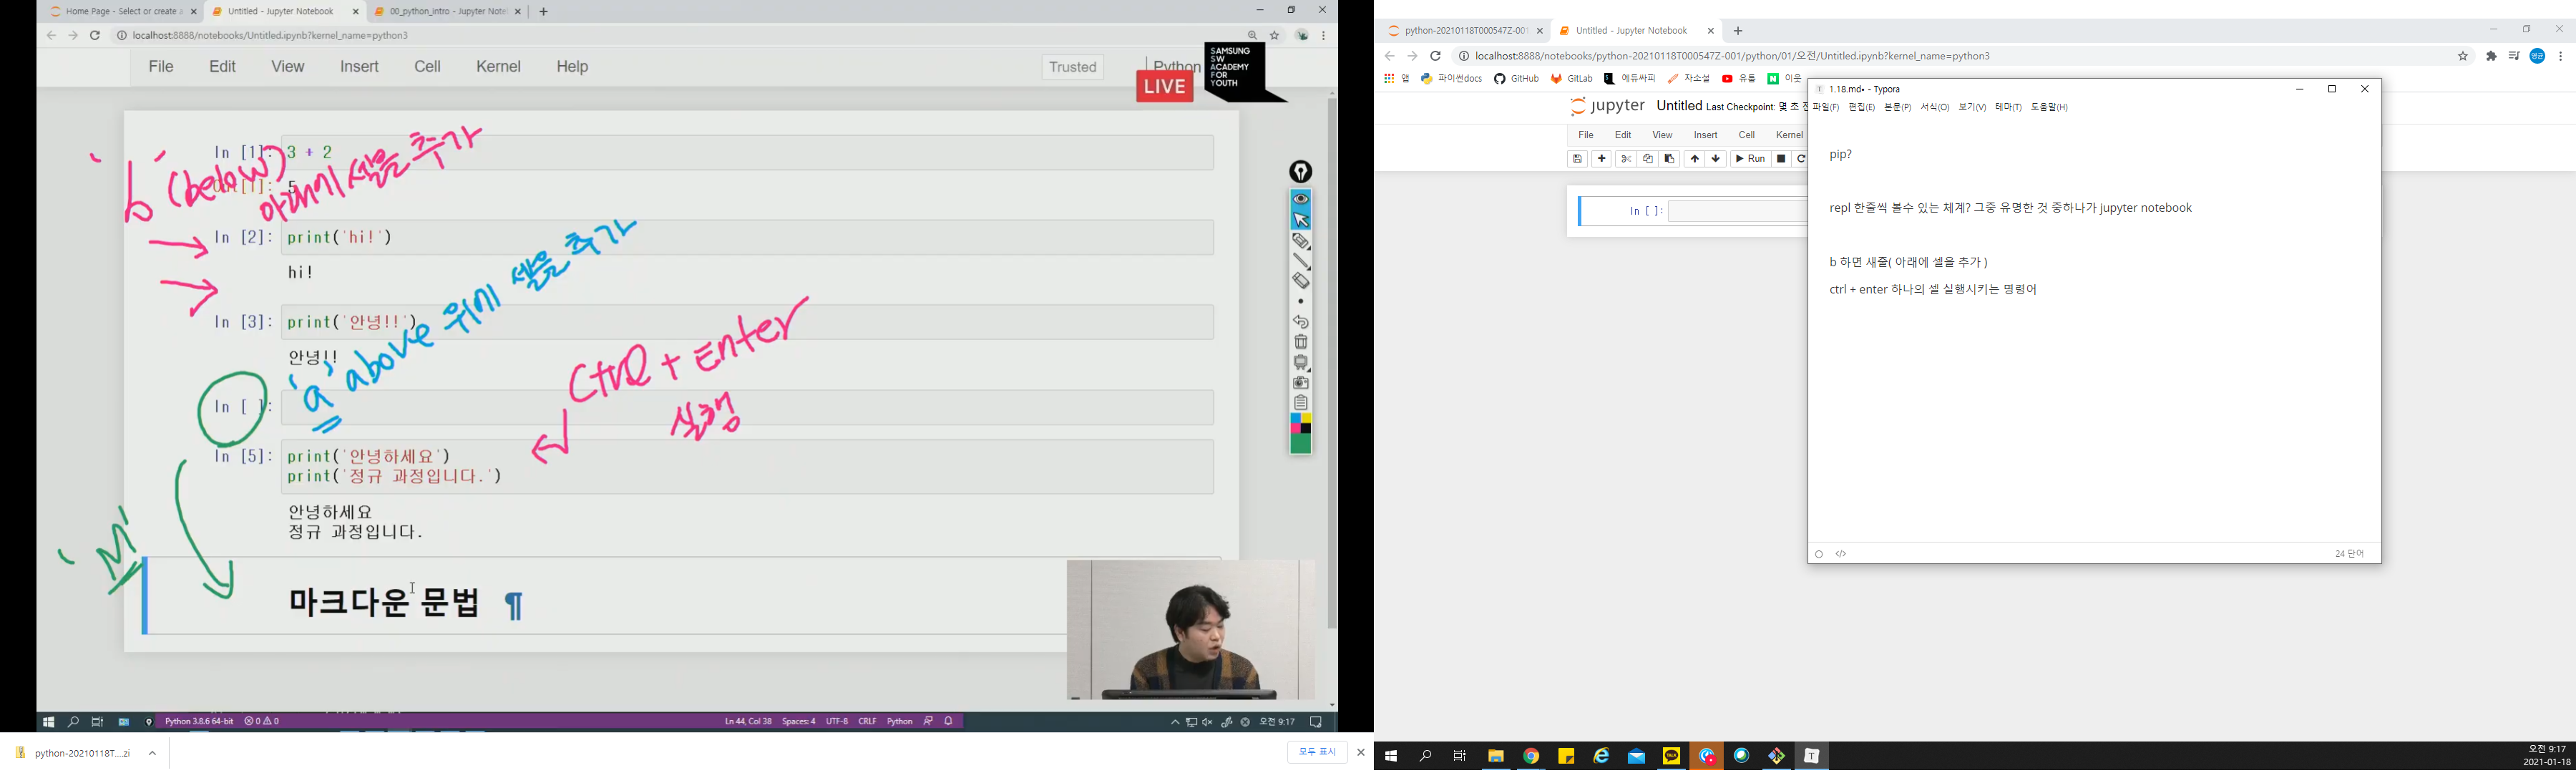 Home Page - Select or create a
Untitled - Jupyter Notebook
00_python_intro - Jupyter Note
localhost:8888/notebooks/Untitled.ipynb?kernel_name=python3
File Edit View Insert Cell Kernel Help
Trusted
Python
LIVE
SAMSUNG
SW
ACADEMY
FOR
YOUTH
In [1]: 3 + 2
Out[1]: 5
'b' (below)
아래에 셀을 추가
In [2]: print('hi!')
hi!
In [3]: print('안녕!!')
안녕!!
'a' above 위에 셀을 추가
In [ ]:
Ctrl + Enter
실행
In [5]: print('안녕하세요')
print('정규 과정입니다.')
안녕하세요
정규 과정입니다.
'M'
마크다운 문법 ¶
Python 3.8.6 64-bit
0
0
Ln 44, Col 38 Spaces: 4 UTF-8 CRLF Python
오전 9:17
python-20210118T....zi
모두 표시
python-20210118T000547Z-001
Untitled - Jupyter Notebook
localhost:8888/notebooks/python-20210118T000547Z-001/python/01/오전/Untitled.ipynb?kernel_name=python3
앱 파이썬docs GitHub GitLab 에듀싸피 자소설 유튭 이웃
jupyter Untitled Last Checkpoint: 몇 초 전
File Edit View Insert Cell Kernel
Run
In [ ]:
1.18.md• - Typora
파일(F) 편집(E) 본문(P) 서식(O) 보기(V) 테마(T) 도움말(H)
pip?
repl 한줄씩 볼수 있는 체계? 그중 유명한 것 중하나가 jupyter notebook
b 하면 새줄( 아래에 셀을 추가 )
ctrl + enter 하나의 셀 실행시키는 명령어
24 단어
오전 9:17
2021-01-18